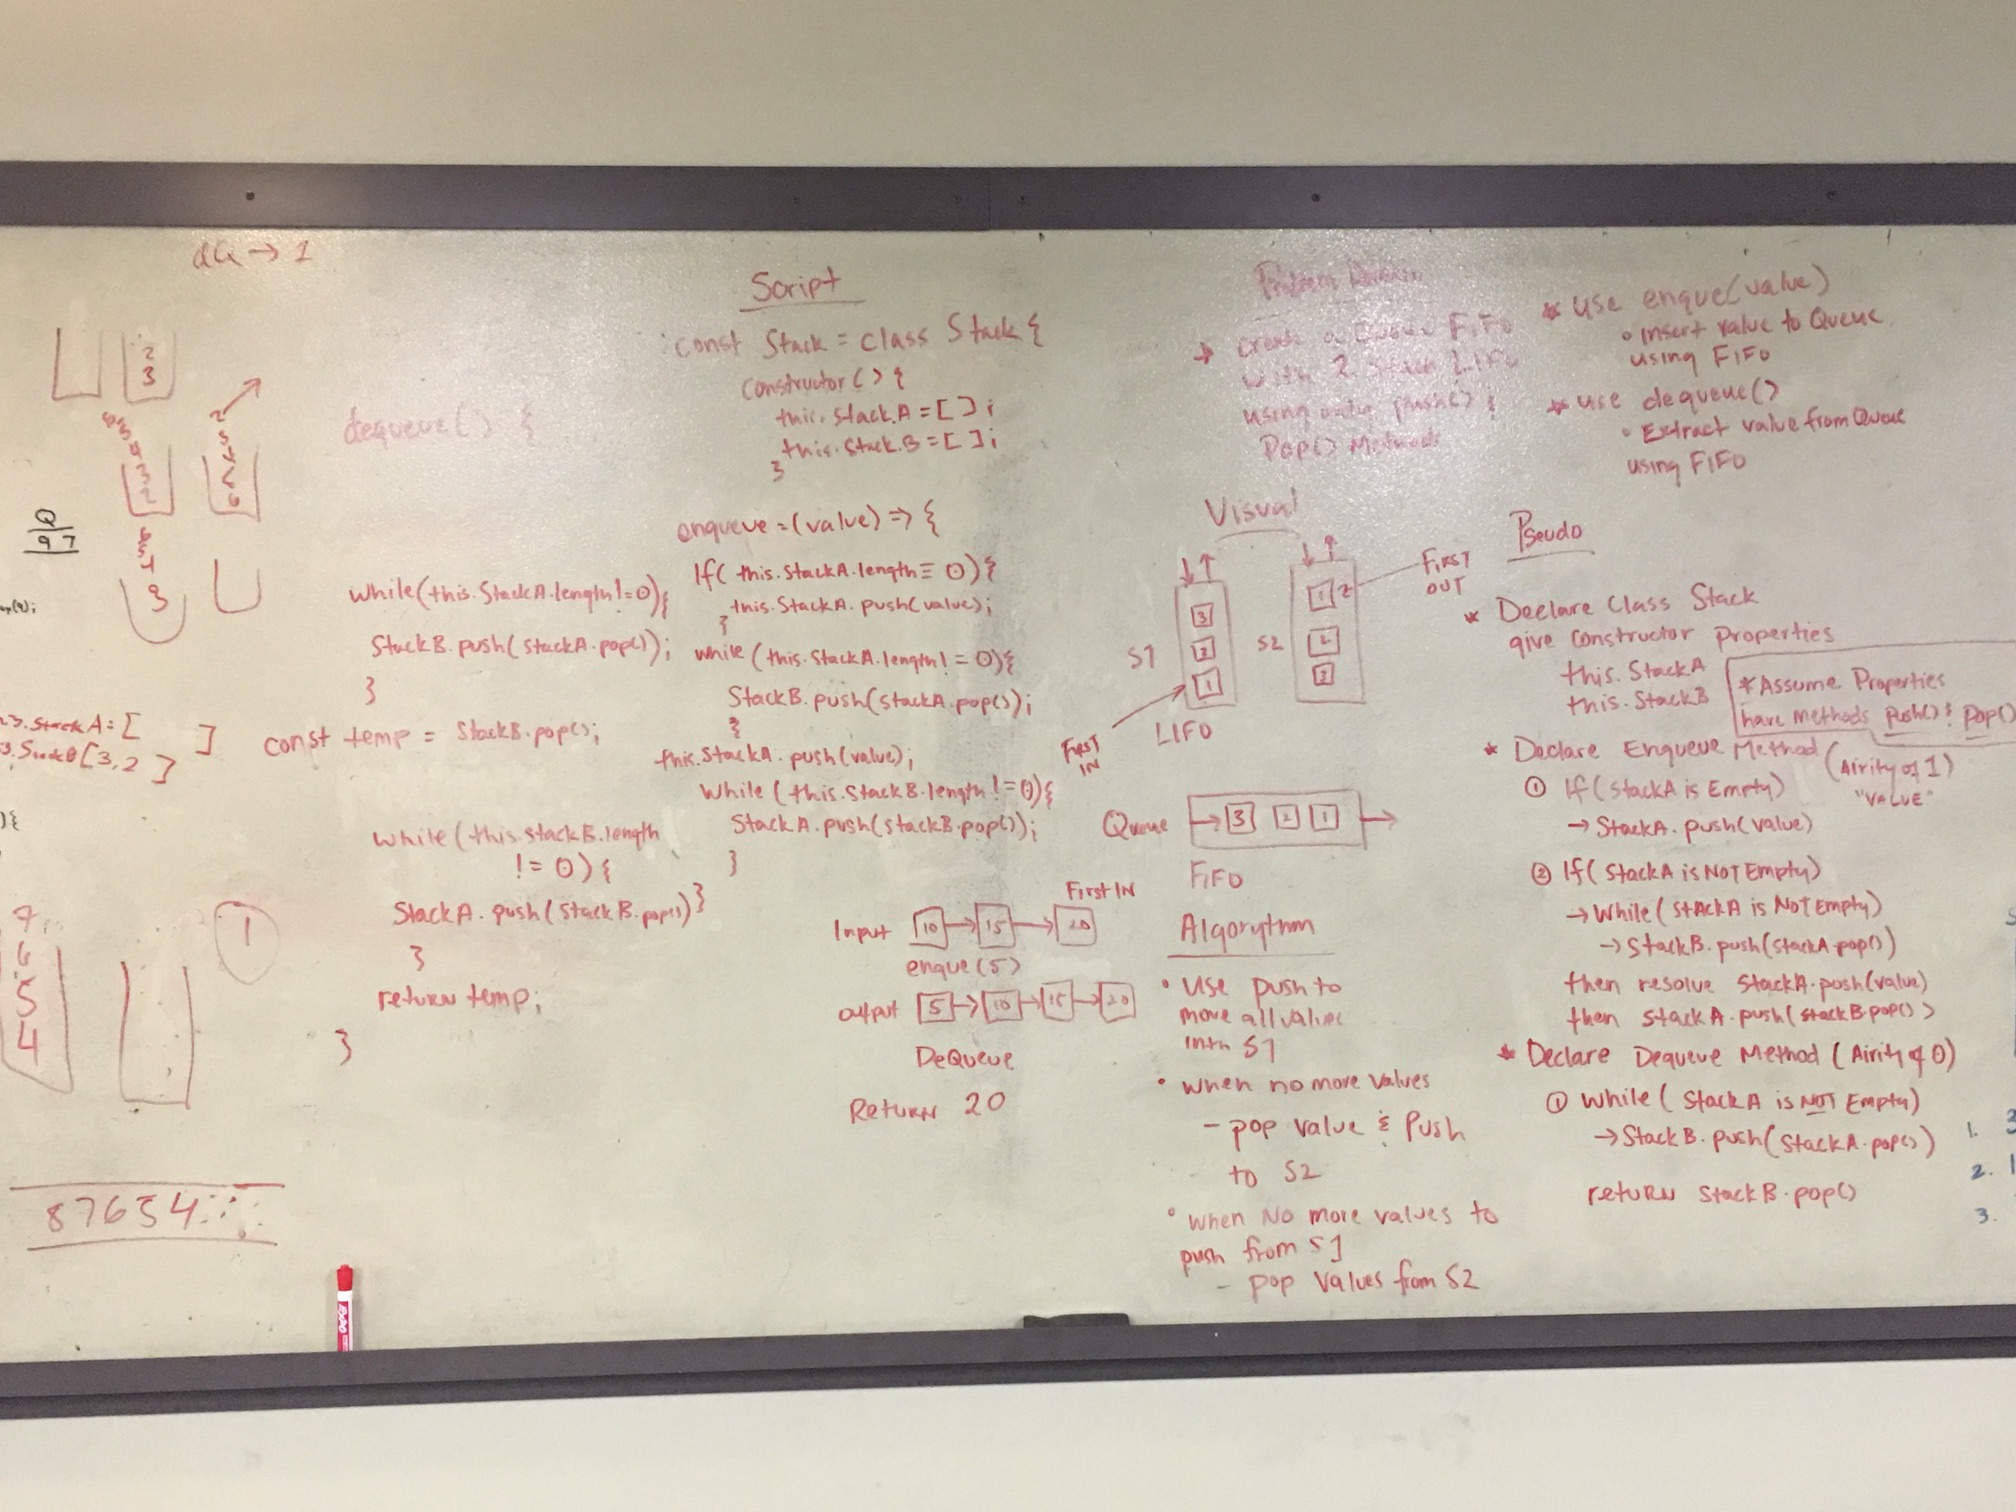 dQ → 1
2
3
Q
97
3
23.StackA = [ ]
3.StackB [3,2 ]
){
7
6
5
4
1
87654
dequeue() {
while(this.StackA.length != 0){
StackB.push(stackA.pop());
}
const temp = StackB.pop();
while(this.stackB.length
!= 0) {
StackA.push(StackB.pop())}
}
return temp;
}
Script
const Stack = class Stack {
constructor() {
this.stack.A = [ ];
this.stack.B = [ ];
}
enqueue = (value) => {
If( this.StackA.length ≡ 0) {
this.StackA.push(value);
}
while (this.StackA.length != 0){
StackB.push(stackA.pop());
}
this.StackA.push(value);
while (this.StackB.length != 0){
StackA.push(stackB.pop());
}
First IN
Input 10 → 15 → 20
enque(5)
output 5 → 10 → 15 → 20
DeQueue
Return 20
Problem Domain
→ create a Queue FIFO
with 2 Stack LIFO
using only push() &
Pop() Methods
* use enque(value)
• Insert value to Queue
using FIFO
* use dequeue()
• Extract value from Queue
using FIFO
Visual
S1
3
2
1
LIFO
FIRST
IN
S2
1 2
2
3
FIRST
OUT
Queue → 3 2 1 →
FIFO
Algorythm
• Use push to
move all values
into S1
• when no more values
- pop value & Push
to S2
• when No more values to
push from S1
- pop values from S2
Pseudo
* Declare Class Stack
give constructor properties
this.StackA
this.StackB
*Assume Properties
have methods push() & pop()
* Declare Enqueue Method (Airity of 1)
"VALUE"
① If (StackA is Empty)
→ StackA.push(value)
② If( StackA is NOT Empty)
→ While( StAckA is NOT Empty)
→ StackB.push(stackA.pop())
then resolve StackA.push(value)
then stackA.push(stackB.pop())
* Declare Dequeue Method (Airity of 0)
① While( StackA is NOT Empty)
→ StackB.push(StackA.pop())
return stackB.pop()
1. 3
2. 1
3.